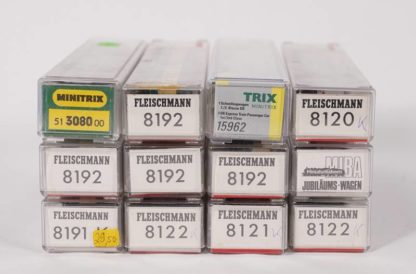 MINITRIX
51 3080 00
FLEISCHMANN
8192
TRIX
MINITRIX
15962
FLEISCHMANN
8120 K
FLEISCHMANN
8192
FLEISCHMANN
8192
FLEISCHMANN
8192
MIBA
JUBILÄUMS-WAGEN
FLEISCHMANN
8191 K
FLEISCHMANN
8122 K
FLEISCHMANN
8121 K
FLEISCHMANN
8122 K